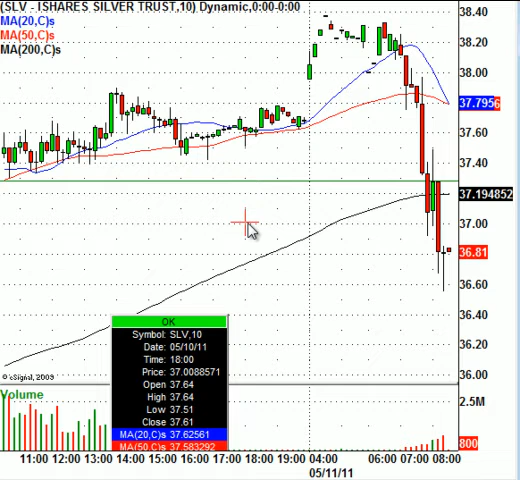 (SLV - ISHARES SILVER TRUST,10) Dynamic,0:00-0:00
MA(20,C)s
MA(50,C)s
MA(200,C)s
38.40
38.20
38.00
37.7956
37.60
37.40
37.194852
37.00
36.81
36.60
36.40
36.20
36.00
© eSignal, 2009
OK
Symbol: SLV,10
Date: 05/10/11
Time: 18:00
Price: 37.0088571
Open 37.64
High 37.64
Low 37.51
Close 37.61
MA(20,C)s 37.62561
MA(50,C)s 37.583292
Volume
2.5M
800
11:00 12:00 13:00 14:00 15:00 16:00 17:00 18:00 19:00 04:00 06:00 07:00 08:00
05/11/11